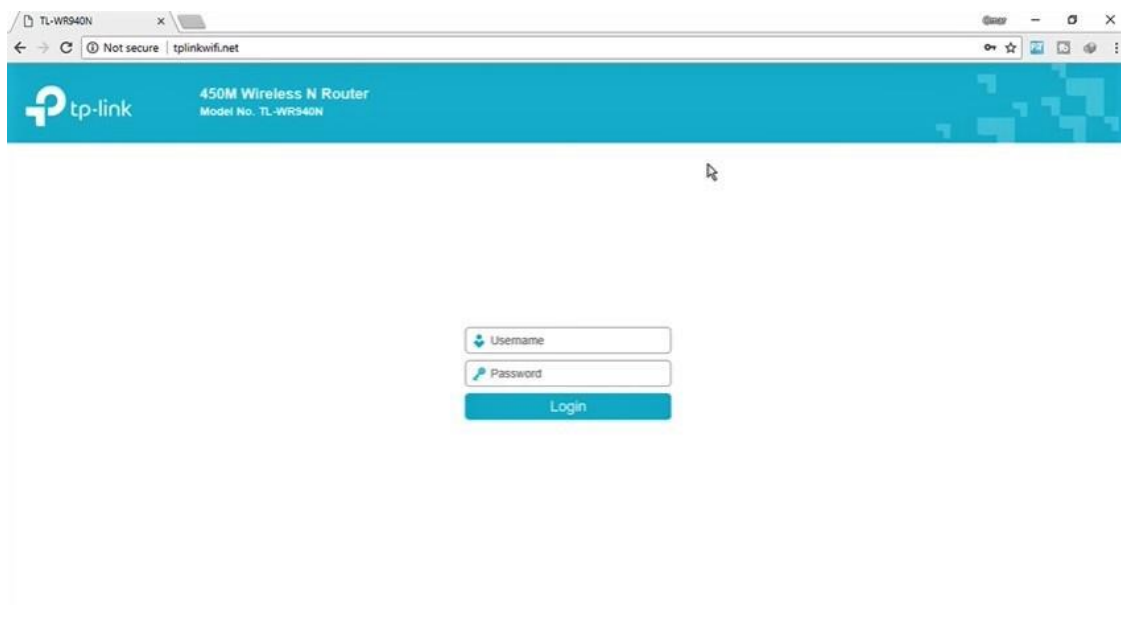 TL-WR940N
Not secure | tplinkwifi.net
tp-link
450M Wireless N Router
Model No. TL-WR940N
Username
Password
Login